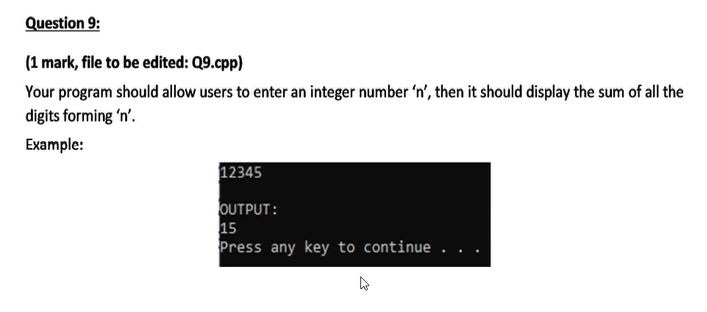 Question 9:
(1 mark, file to be edited: Q9.cpp)
Your program should allow users to enter an integer number ‘n’, then it should display the sum of all the
digits forming ‘n’.
Example:
12345
OUTPUT:
15
Press any key to continue . . .